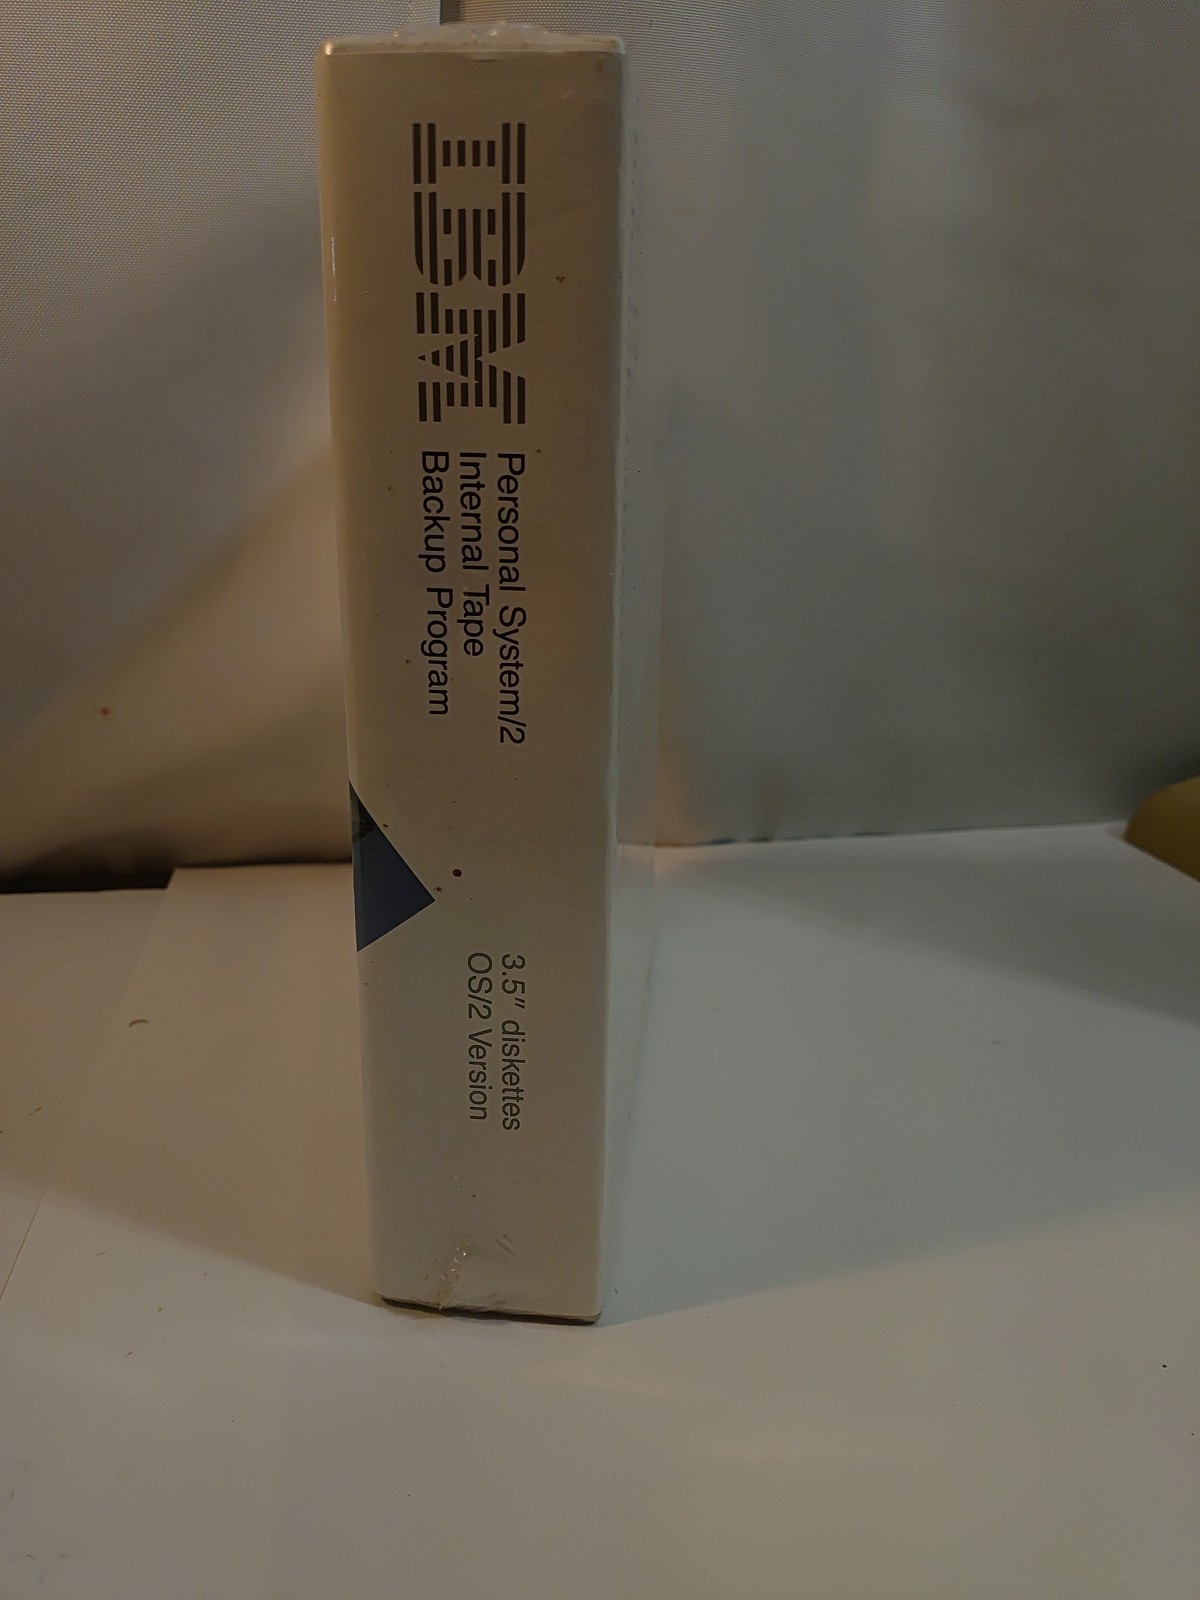 IBM
Personal System/2
Internal Tape
Backup Program
3.5" diskettes
OS/2 Version